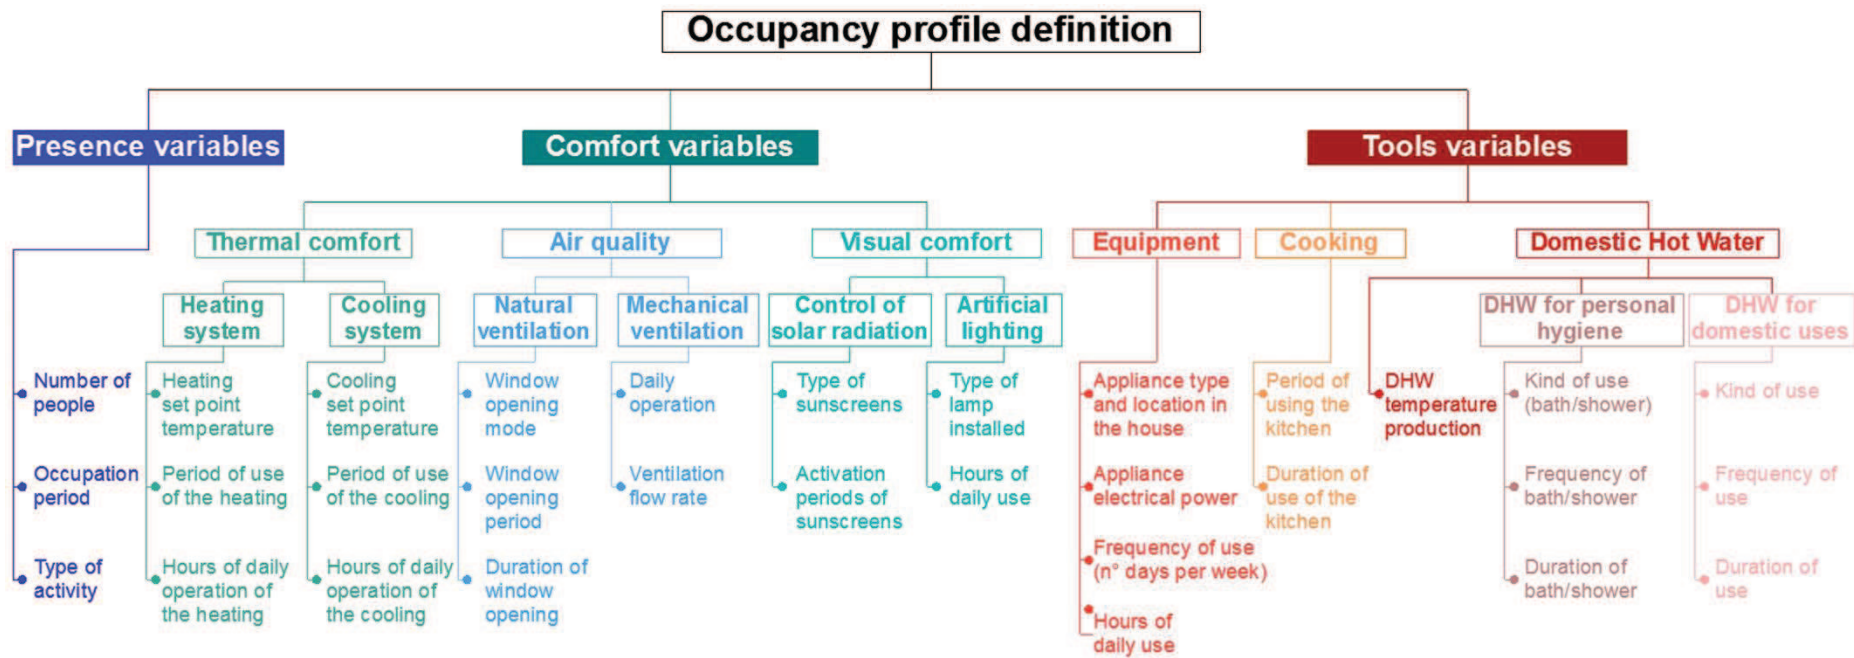 Occupancy profile definition
Presence variables
Comfort variables
Tools variables
Thermal comfort
Air quality
Visual comfort
Equipment
Cooking
Domestic Hot Water
Heating
system
Cooling
system
Natural
ventilation
Mechanical
ventilation
Control of
solar radiation
Artificial
lighting
DHW for personal
hygiene
DHW for
domestic uses
Number of
people
Occupation
period
Type of
activity
Heating
set point
temperature
Period of use
of the heating
Hours of daily
operation of
the heating
Cooling
set point
temperature
Period of use
of the cooling
Hours of daily
operation of
the cooling
Window
opening
mode
Window
opening
period
Duration of
window
opening
Daily
operation
Ventilation
flow rate
Type of
sunscreens
Activation
periods of
sunscreens
Type of
lamp
installed
Hours of
daily use
Appliance type
and location in
the house
Appliance
electrical power
Frequency of use
(n° days per week)
Hours of
daily use
Period of
using the
kitchen
Duration of
use of the
kitchen
DHW
temperature
production
Kind of use
(bath/shower)
Frequency of
bath/shower
Duration of
bath/shower
Kind of use
Frequency of
use
Duration of
use